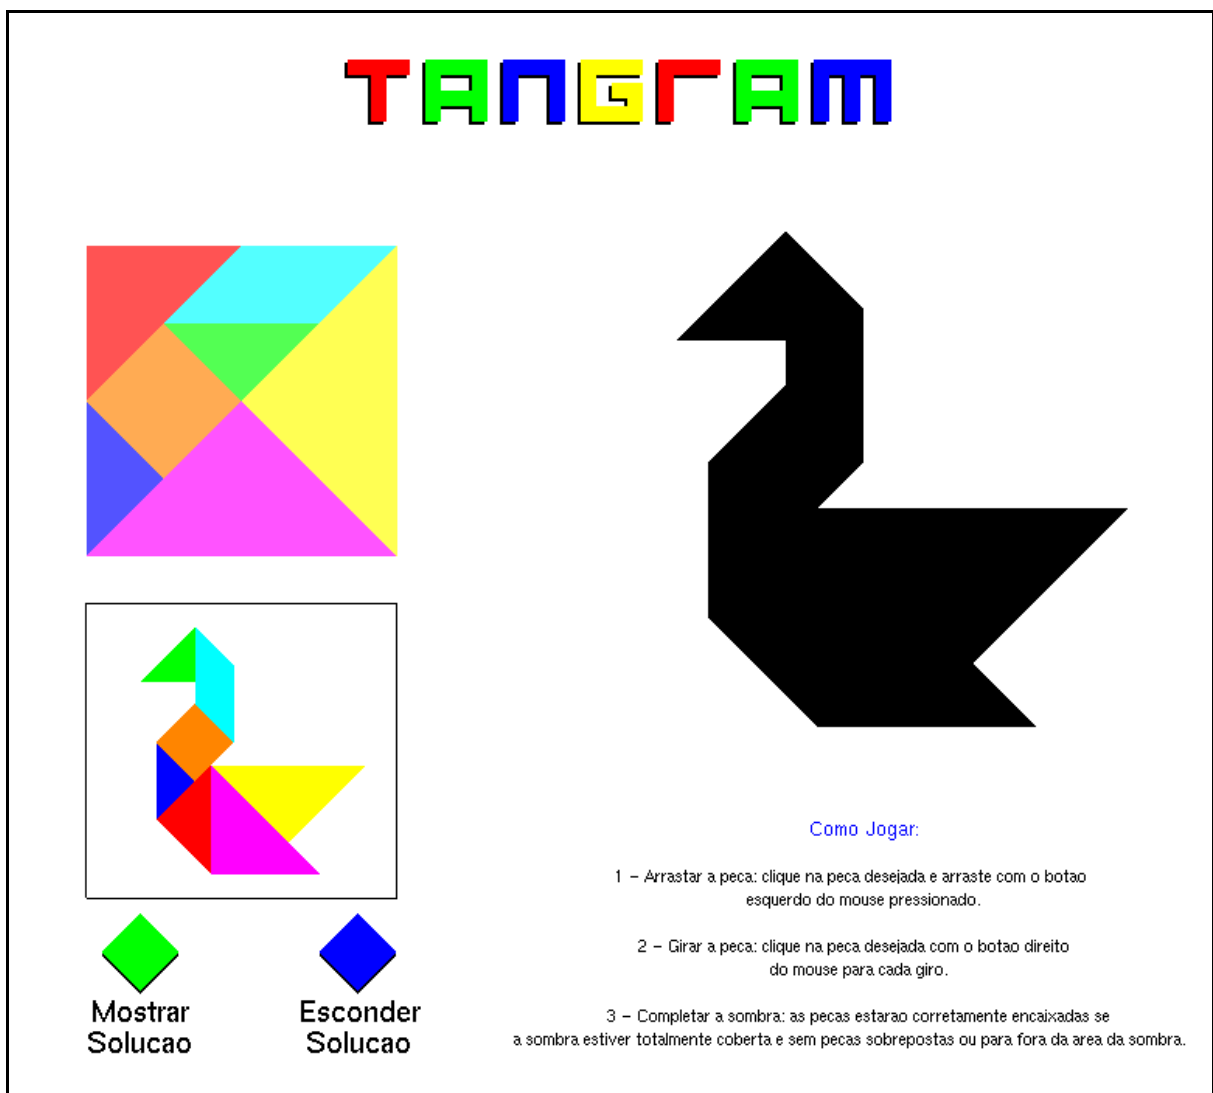 TANGRAM
Como Jogar:
1 - Arrastar a peca: clique na peca desejada e arraste com o botao
esquerdo do mouse pressionado.
2 - Girar a peca: clique na peca desejada com o botao direito
do mouse para cada giro.
3 - Completar a sombra: as pecas estarao corretamente encaixadas se
a sombra estiver totalmente coberta e sem pecas sobrepostas ou para fora da area da sombra.
Mostrar
Solucao
Esconder
Solucao